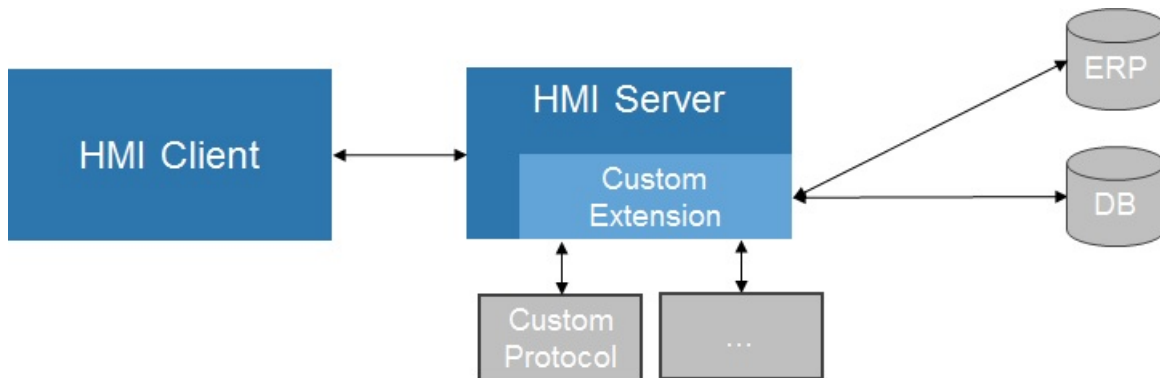 HMI Client
HMI Server
Custom
Extension
ERP
DB
Custom
Protocol
...